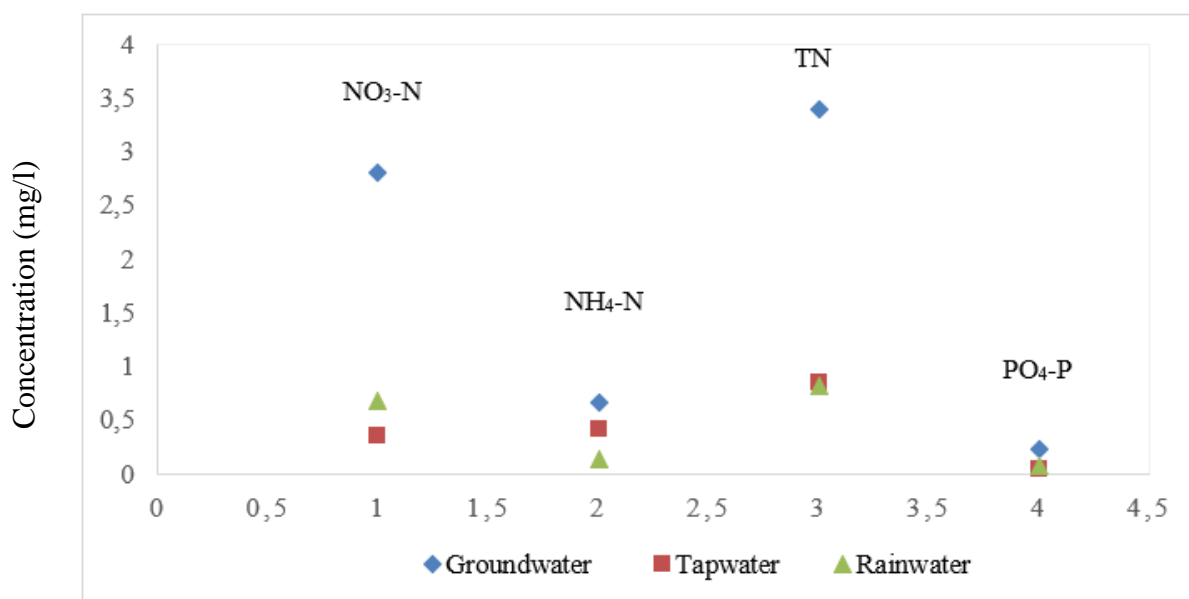 Concentration (mg/l)
4
3,5
3
2,5
2
1,5
1
0,5
0
NO₃-N
NH₄-N
TN
PO₄-P
0 0,5 1 1,5 2 2,5 3 3,5 4 4,5
Groundwater Tapwater Rainwater